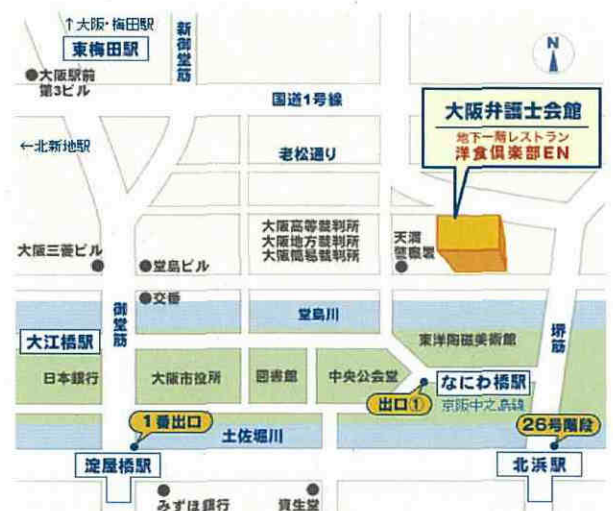 ↑大阪・梅田駅
東梅田駅
●大阪駅前
第3ビル
新御堂筋
N
国道1号線
大阪弁護士会館
地下一階レストラン
洋食倶楽部EN
←北新地駅
老松通り
大阪高等裁判所
大阪地方裁判所
大阪簡易裁判所
天満
警察署
大阪三菱ビル
●堂島ビル
●交番
御堂筋
堂島川
堺筋
大江橋駅
東洋陶磁美術館
日本銀行
大阪市役所
図書館
中央公会堂
なにわ橋駅
出口①
京阪中之島線
1番出口
土佐堀川
26号階段
淀屋橋駅
北浜駅
みずほ銀行
資生堂